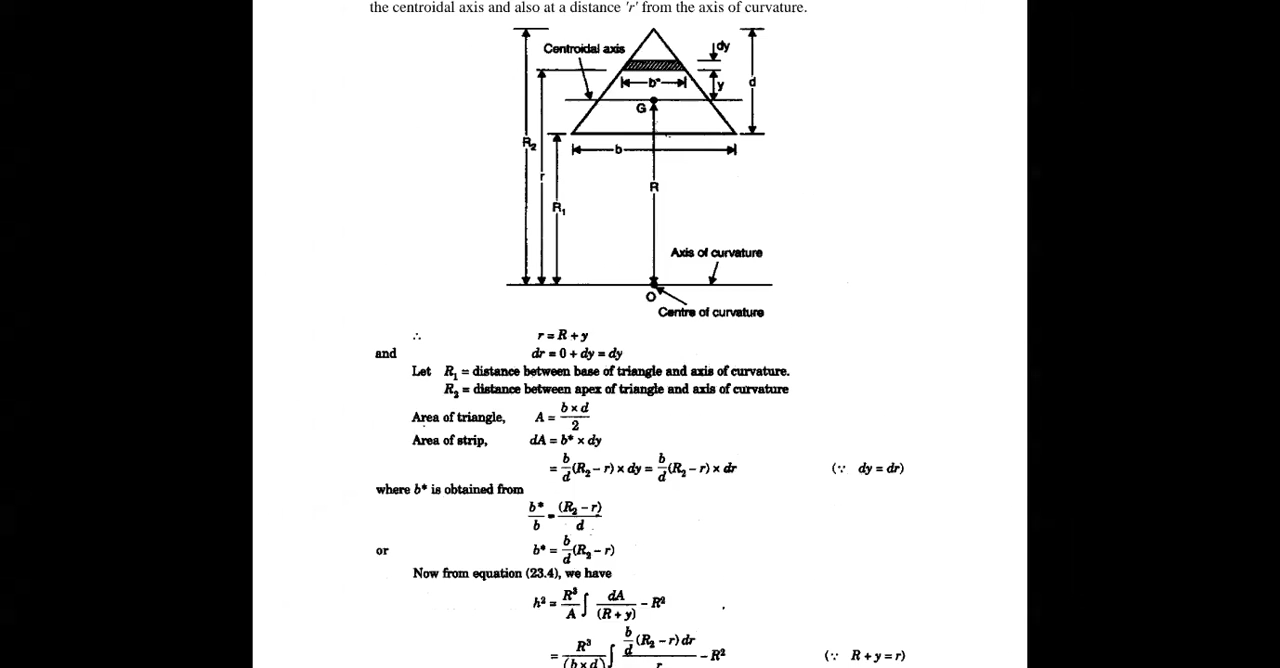 the centroidal axis and also at a distance 'r' from the axis of curvature.
Centroidal axis
dy
b*
y
d
G
R₂
b
r
R
R₁
Axis of curvature
O
Centre of curvature
∴ r = R + y
and dr = 0 + dy = dy
Let R₁ = distance between base of triangle and axis of curvature.
R₂ = distance between apex of triangle and axis of curvature
Area of triangle, A = b x d / 2
Area of strip, dA = b* × dy
= b/d (R₂ – r) × dy = b/d (R₂ – r) × dr (∵ dy = dr)
where b* is obtained from
b*/b = (R₂ – r)/d
or b* = b/d (R₂ – r)
Now from equation (23.4), we have
h² = R³/A ∫ dA/(R + y) – R²
= R³/(b x d) ∫ b/d (R₂ – r) dr / r – R² (∵ R + y = r)